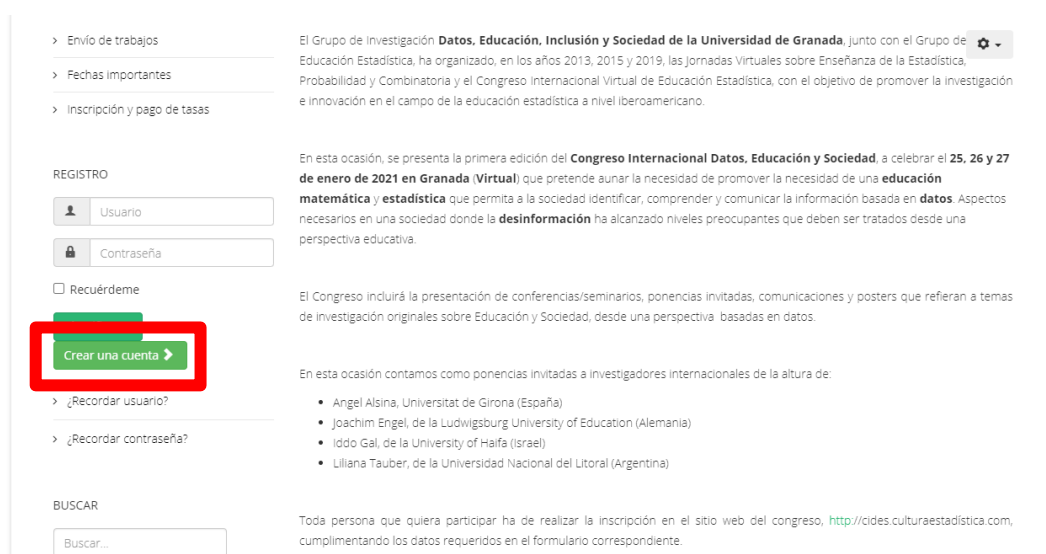 Envío de trabajos
Fechas importantes
Inscripción y pago de tasas
REGISTRO
Usuario
Contraseña
Recuérdeme
Crear una cuenta
¿Recordar usuario?
¿Recordar contraseña?
BUSCAR
Buscar...
El Grupo de Investigación Datos, Educación, Inclusión y Sociedad de la Universidad de Granada, junto con el Grupo de
Educación Estadística, ha organizado, en los años 2013, 2015 y 2019, las Jornadas Virtuales sobre Enseñanza de la Estadística,
Probabilidad y Combinatoria y el Congreso Internacional Virtual de Educación Estadística, con el objetivo de promover la investigación
e innovación en el campo de la educación estadística a nivel iberoamericano.
En esta ocasión, se presenta la primera edición del Congreso Internacional Datos, Educación y Sociedad, a celebrar el 25, 26 y 27
de enero de 2021 en Granada (Virtual) que pretende aunar la necesidad de promover la necesidad de una educación
matemática y estadística que permita a la sociedad identificar, comprender y comunicar la información basada en datos. Aspectos
necesarios en una sociedad donde la desinformación ha alcanzado niveles preocupantes que deben ser tratados desde una
perspectiva educativa.
El Congreso incluirá la presentación de conferencias/seminarios, ponencias invitadas, comunicaciones y posters que refieran a temas
de investigación originales sobre Educación y Sociedad, desde una perspectiva basadas en datos.
En esta ocasión contamos como ponencias invitadas a investigadores internacionales de la altura de:
Angel Alsina, Universitat de Girona (España)
Joachim Engel, de la Ludwigsburg University of Education (Alemania)
Iddo Gal, de la University of Haifa (Israel)
Liliana Tauber, de la Universidad Nacional del Litoral (Argentina)
Toda persona que quiera participar ha de realizar la inscripción en el sitio web del congreso, http://cides.culturaestadística.com,
cumplimentando los datos requeridos en el formulario correspondiente.